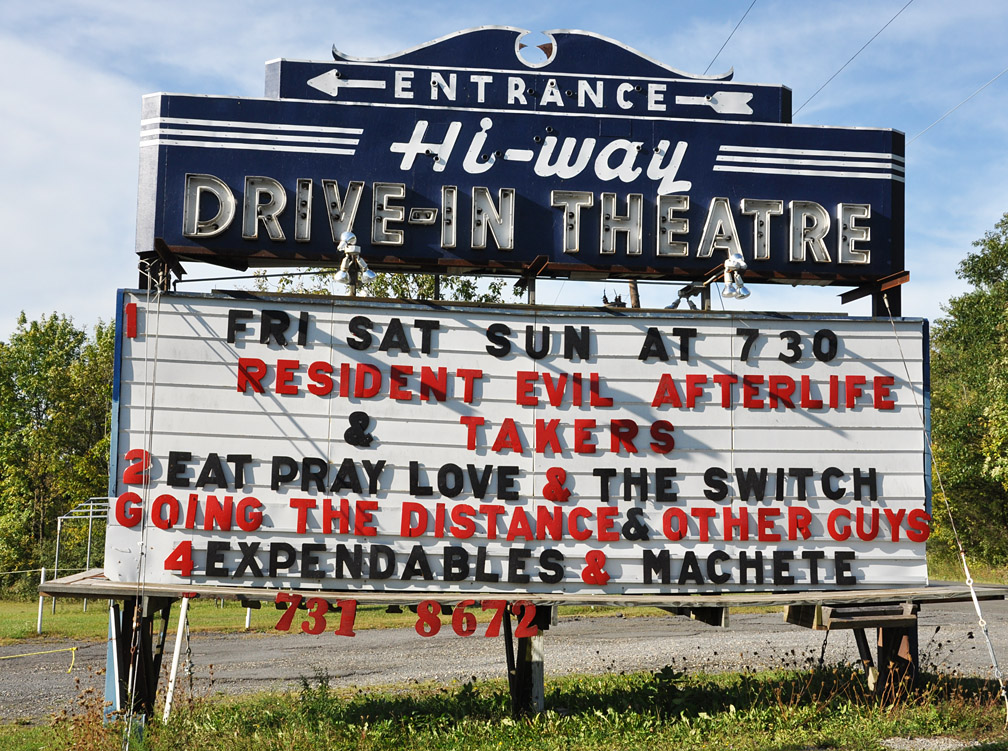 ENTRANCE
Hi-way
DRIVE-IN THEATRE
1 FRI SAT SUN AT 730
RESIDENT EVIL AFTERLIFE
& TAKERS
2 EAT PRAY LOVE & THE SWITCH
GOING THE DISTANCE & OTHER GUYS
4 EXPENDABLES & MACHETE
731 8672